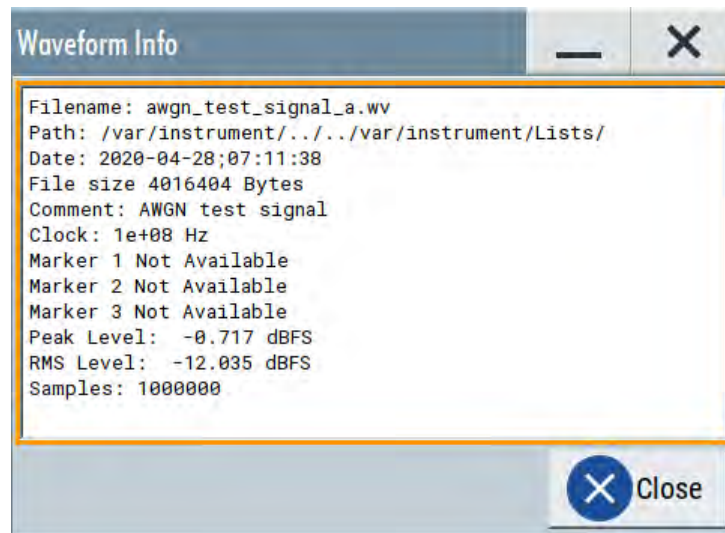 Waveform Info
Filename: awgn_test_signal_a.wv
Path: /var/instrument/../../var/instrument/Lists/
Date: 2020-04-28;07:11:38
File size 4016404 Bytes
Comment: AWGN test signal
Clock: 1e+08 Hz
Marker 1 Not Available
Marker 2 Not Available
Marker 3 Not Available
Peak Level:  -0.717 dBFS
RMS Level:  -12.035 dBFS
Samples: 1000000
Close